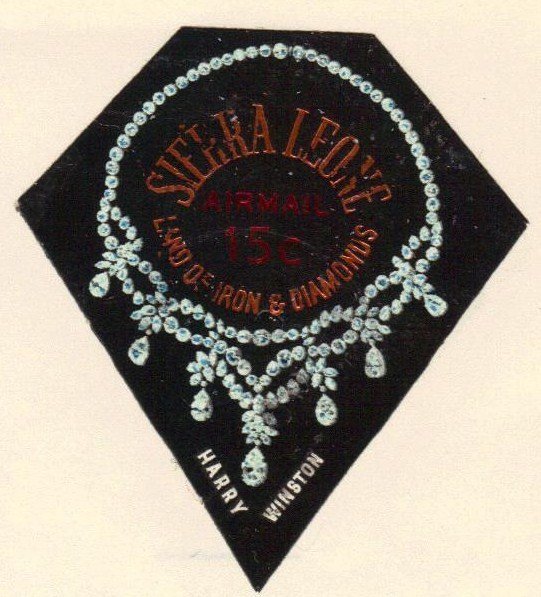 SIERRA LEONE
AIRMAIL
15c
LAND OF IRON & DIAMONDS
HARRY WINSTON